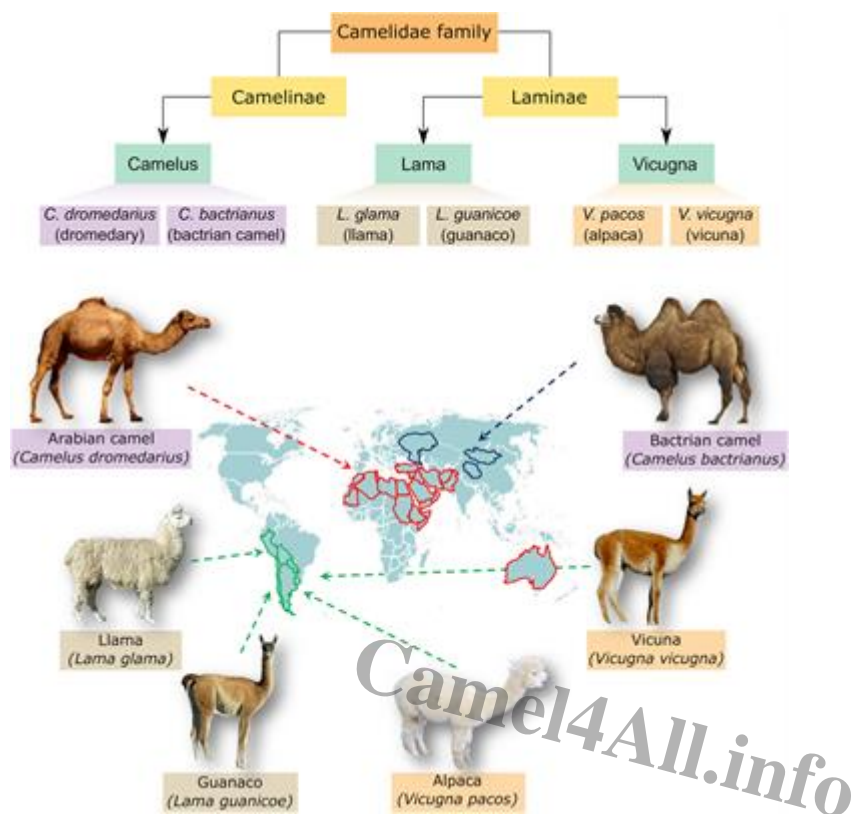 Camelidae family
Camelinae
Laminae
Camelus
Lama
Vicugna
C. dromedarius
(dromedary)
C. bactrianus
(bactrian camel)
L. glama
(llama)
L. guanicoe
(guanaco)
V. pacos
(alpaca)
V. vicugna
(vicuna)
Arabian camel
(Camelus dromedarius)
Bactrian camel
(Camelus bactrianus)
Llama
(Lama glama)
Vicuna
(Vicugna vicugna)
Guanaco
(Lama guanicoe)
Alpaca
(Vicugna pacos)
Camel4All.info